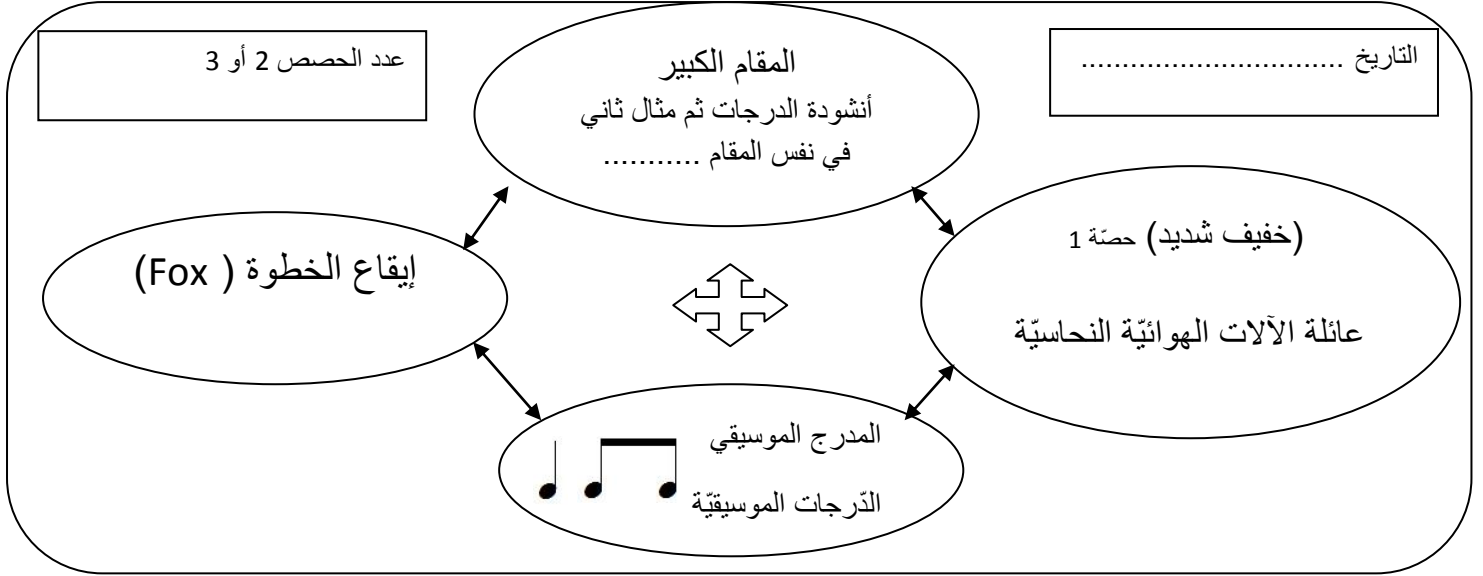 التاريخ ................................
المقام الكبير
أنشودة الدرجات ثم مثال ثاني
في نفس المقام ...........
عدد الحصص 2 أو 3
(خفيف شديد) حصّة 1
عائلة الآلات الهوائيّة النحاسيّة
إيقاع الخطوة ( Fox)
المدرج الموسيقي
الدّرجات الموسيقيّة